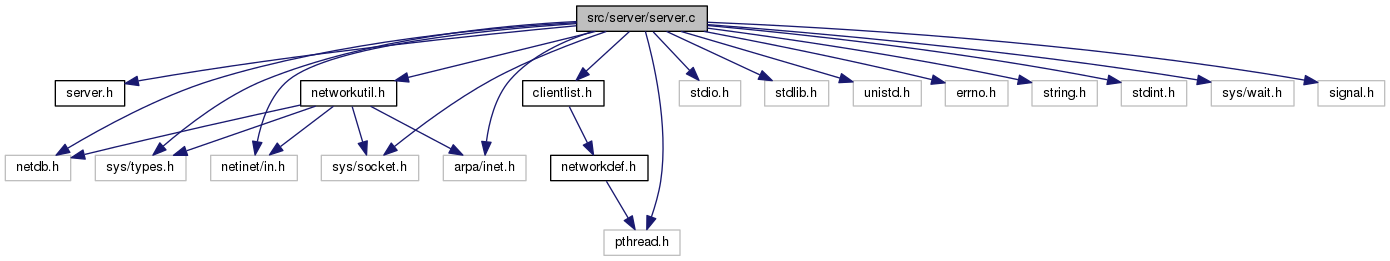 src/server/server.c
server.h
networkutil.h
clientlist.h
stdio.h
stdlib.h
unistd.h
errno.h
string.h
stdint.h
sys/wait.h
signal.h
netdb.h
sys/types.h
netinet/in.h
sys/socket.h
arpa/inet.h
networkdef.h
pthread.h